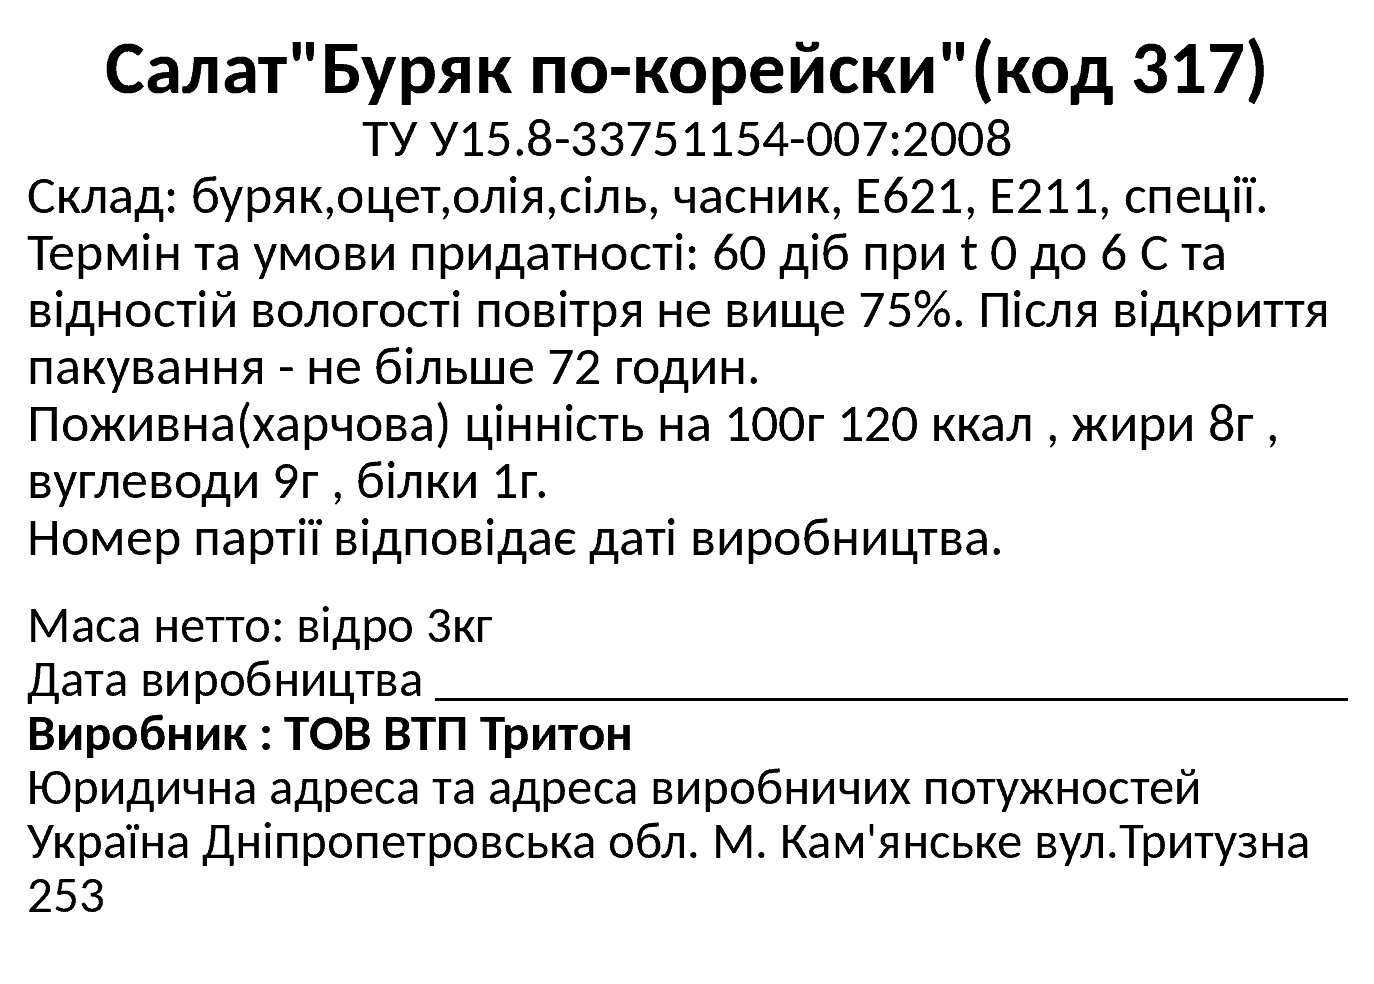 Салат"Буряк по-корейски"(код 317)
ТУ У15.8-33751154-007:2008
Склад: буряк,оцет,олія,сіль, часник, Е621, Е211, спеції.
Термін та умови придатності: 60 діб при t 0 до 6 С та
відностій вологості повітря не вище 75%. Після відкриття
пакування - не більше 72 годин.
Поживна(харчова) цінність на 100г 120 ккал , жири 8г ,
вуглеводи 9г , білки 1г.
Номер партії відповідає даті виробництва.
Маса нетто: відро 3кг
Дата виробництва ______________________________________
Виробник : ТОВ ВТП Тритон
Юридична адреса та адреса виробничих потужностей
Україна Дніпропетровська обл. М. Кам'янське вул.Тритузна
253